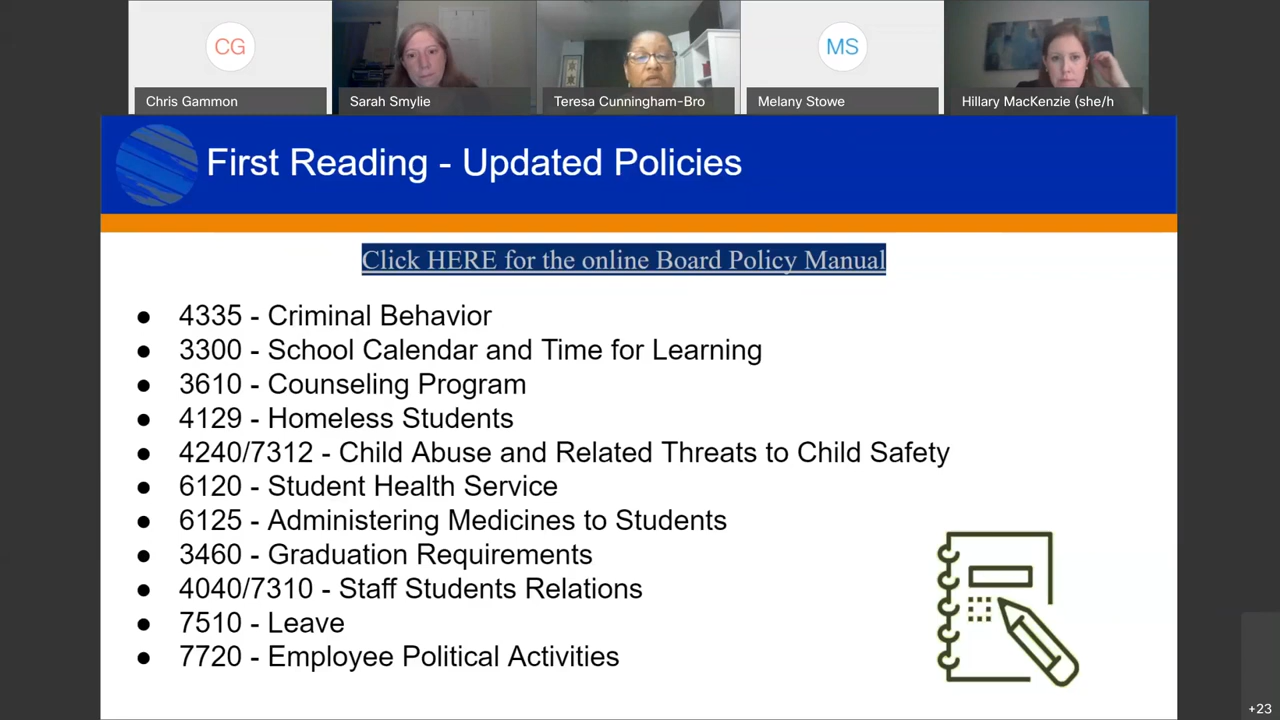 CG
MS
Chris Gammon
Sarah Smylie
Teresa Cunningham-Bro
Melany Stowe
Hillary MacKenzie (she/h
First Reading - Updated Policies
Click HERE for the online Board Policy Manual
● 4335 - Criminal Behavior
● 3300 - School Calendar and Time for Learning
● 3610 - Counseling Program
● 4129 - Homeless Students
● 4240/7312 - Child Abuse and Related Threats to Child Safety
● 6120 - Student Health Service
● 6125 - Administering Medicines to Students
● 3460 - Graduation Requirements
● 4040/7310 - Staff Students Relations
● 7510 - Leave
● 7720 - Employee Political Activities
+23